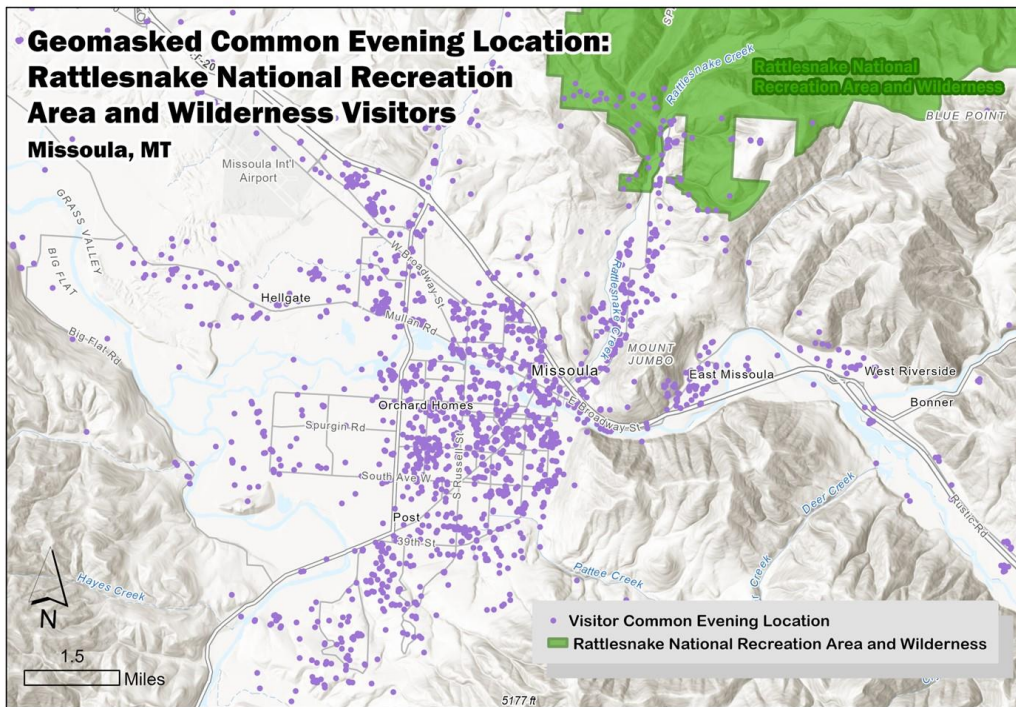 Geomasked Common Evening Location:
Rattlesnake National Recreation
Area and Wilderness Visitors
Missoula, MT
Rattlesnake Creek
Rattlesnake National
Recreation Area and Wilderness
BLUE POINT
Missoula Int'l
Airport
GRASS VALLEY
BIG FLAT
W Broadway St
Hellgate
Mullan Rd
Rattlesnake Creek
Big Flat Rd
MOUNT
JUMBO
Missoula
East Missoula
West Riverside
Bonner
Orchard Homes
E Broadway St
Spurgin Rd
S Russell St
South Ave W
Deer Creek
Post
Rustic Rd
39th St
Pattee Creek
Hayes Creek
N
Visitor Common Evening Location
Rattlesnake National Recreation Area and Wilderness
1.5
Miles
5177 ft